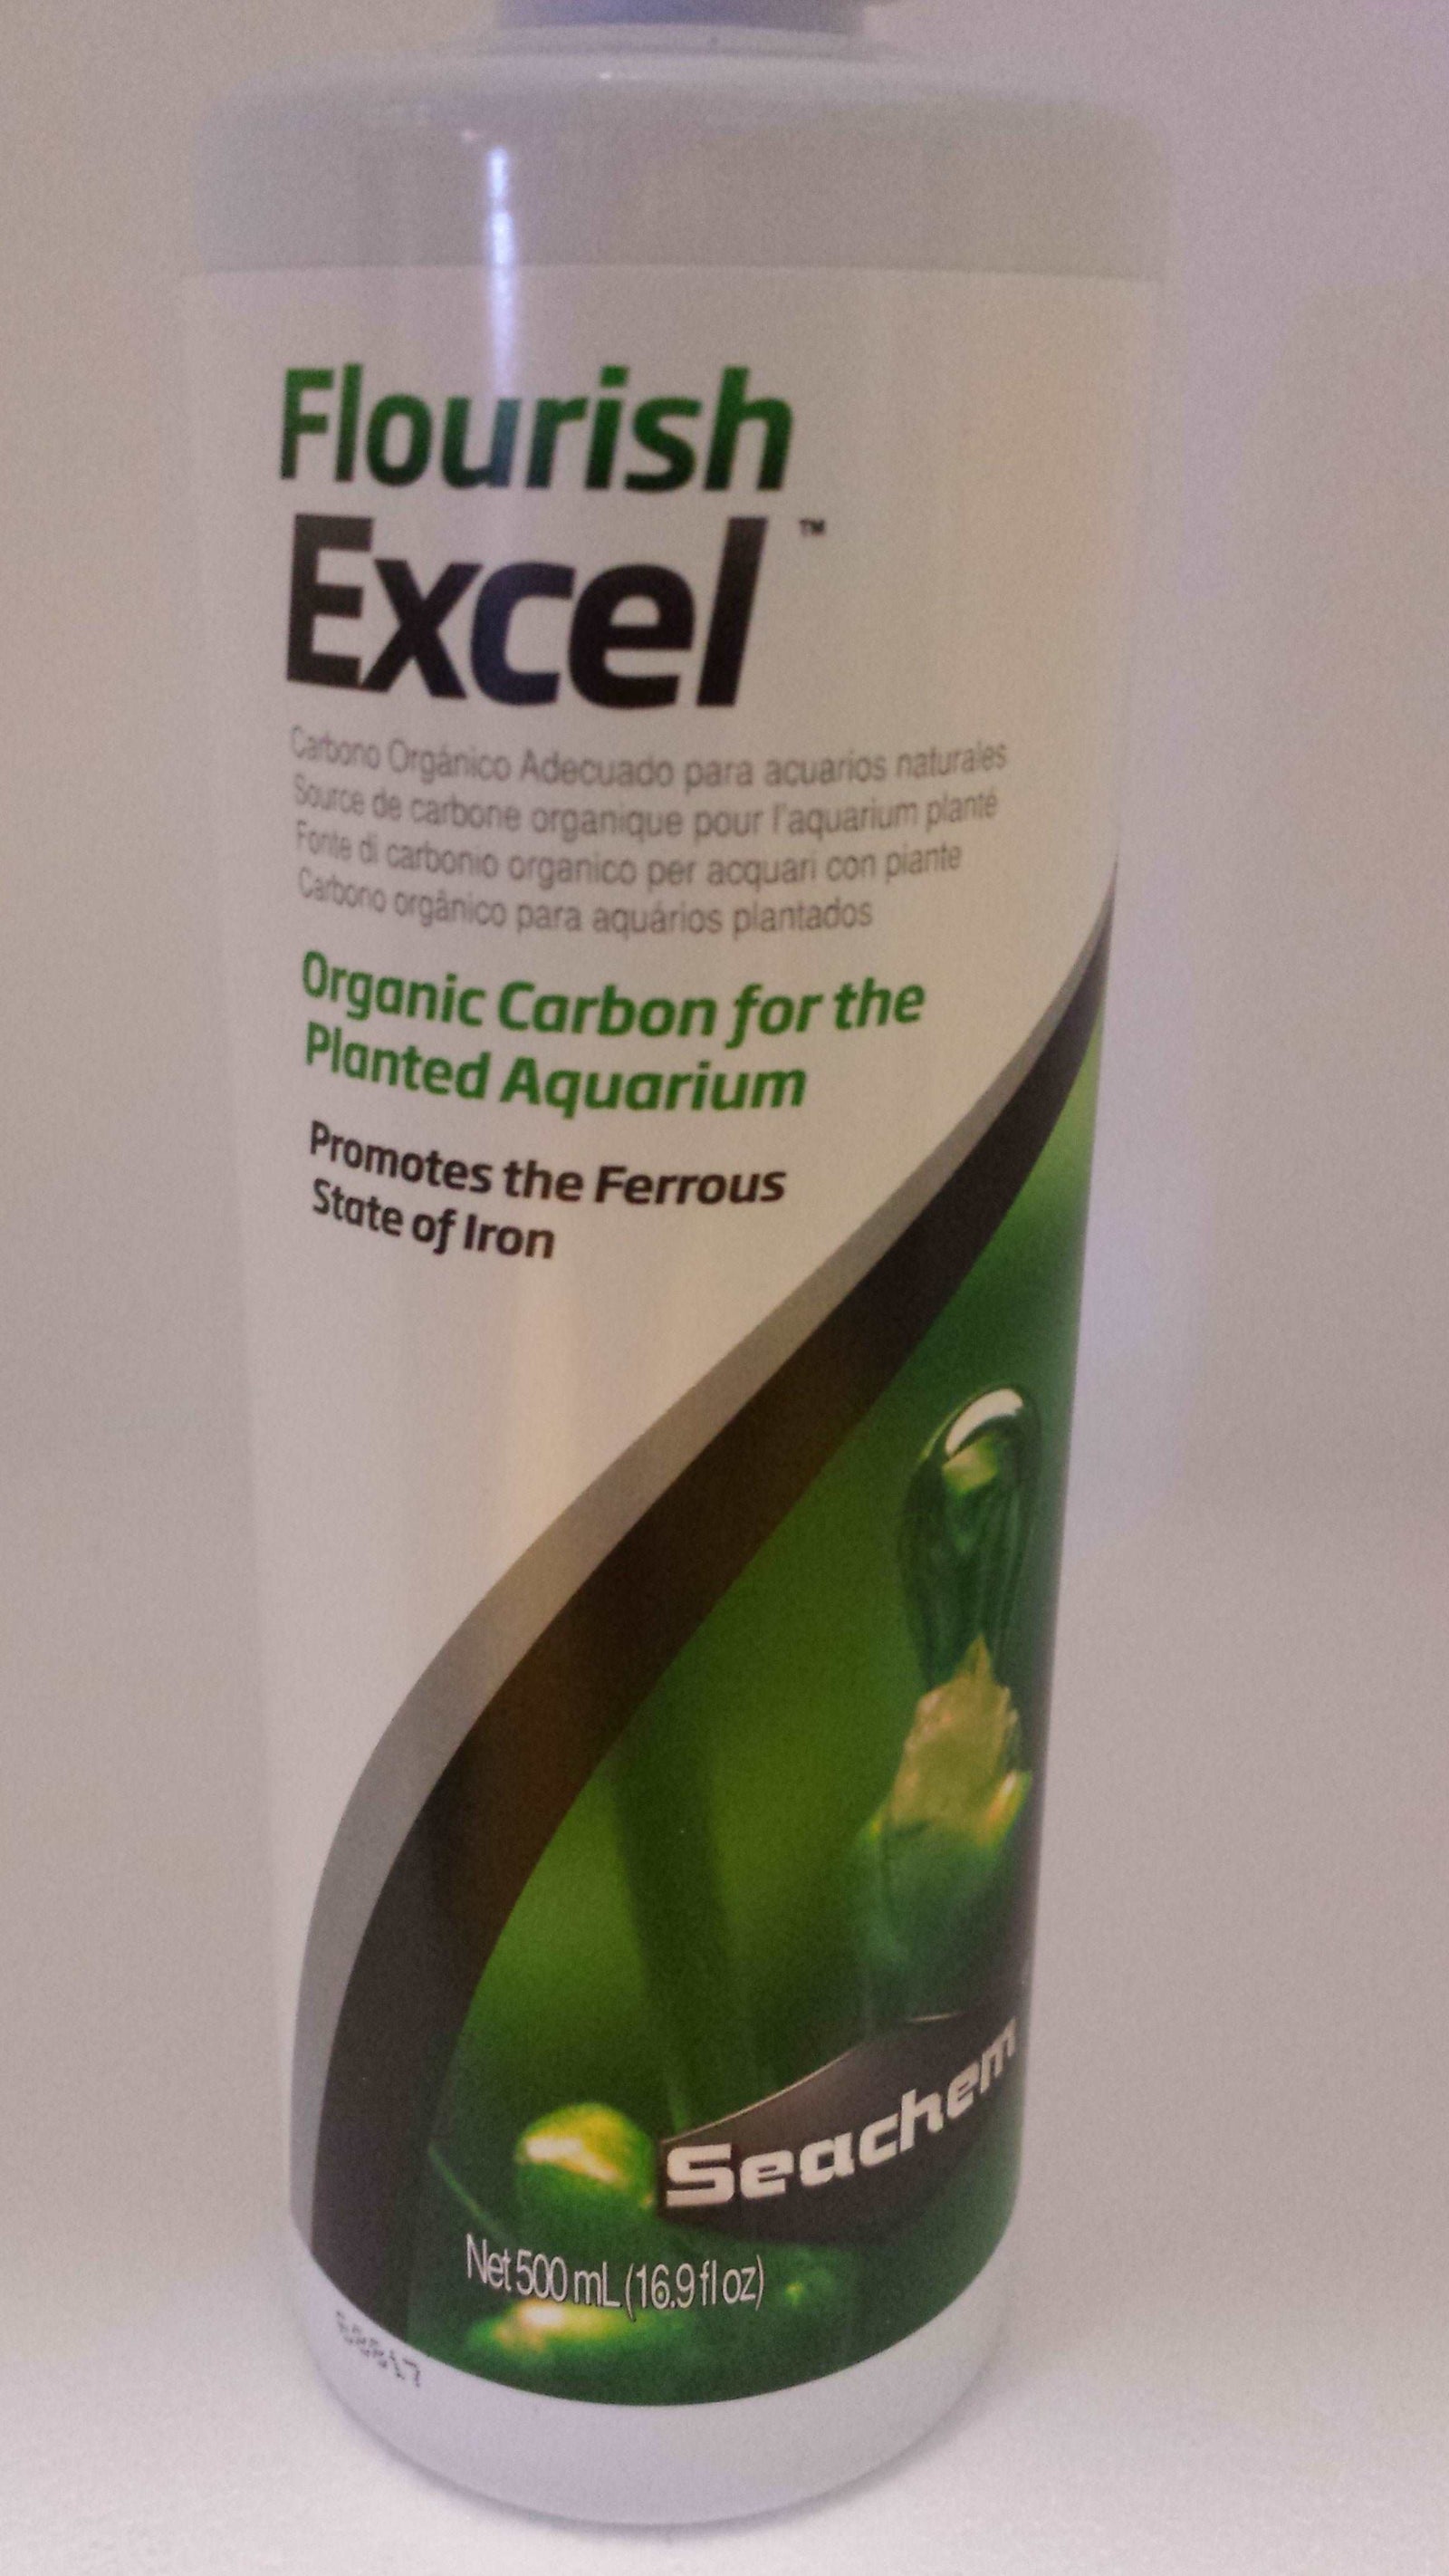 Flourish
Excel™
Carbono Orgánico Adecuado para acuarios naturales
Source de carbone organique pour l'aquarium planté
Fonte di carbonio organico per acquari con piante
Carbono orgânico para aquários plantados
Organic Carbon for the
Planted Aquarium
Promotes the Ferrous
State of Iron
Seachem
Net 500 mL (16.9 fl oz)